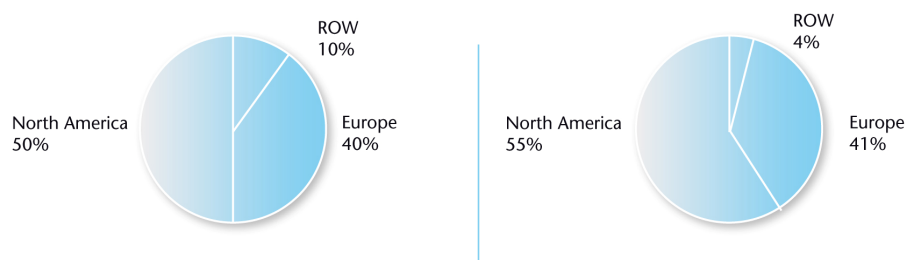 ROW
10%
North America
50%
Europe
40%
ROW
4%
North America
55%
Europe
41%